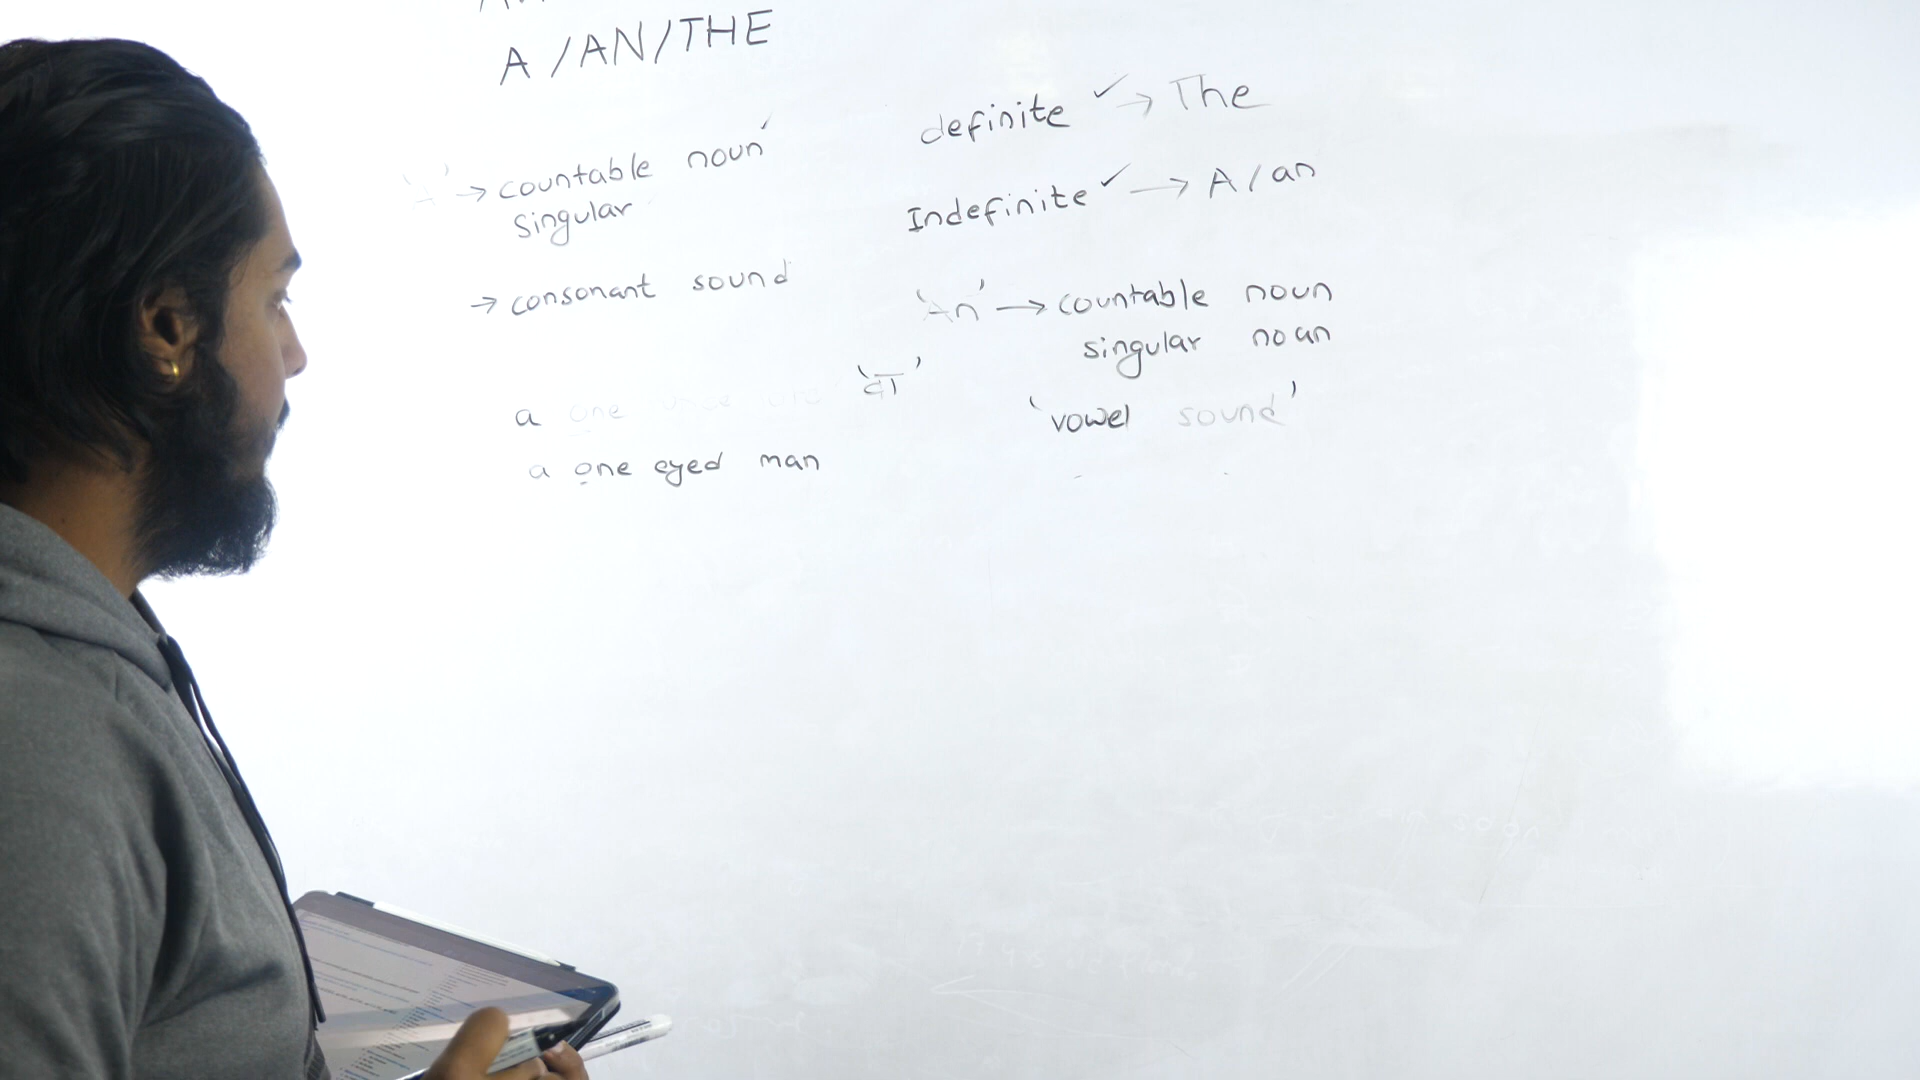 A/AN/THE
→ countable noun
singular
→ consonant sound
a one
a one eyed man
definite ✓ → The
Indefinite ✓ → A/an
'An' → countable noun
singular noun
'vowel sound'